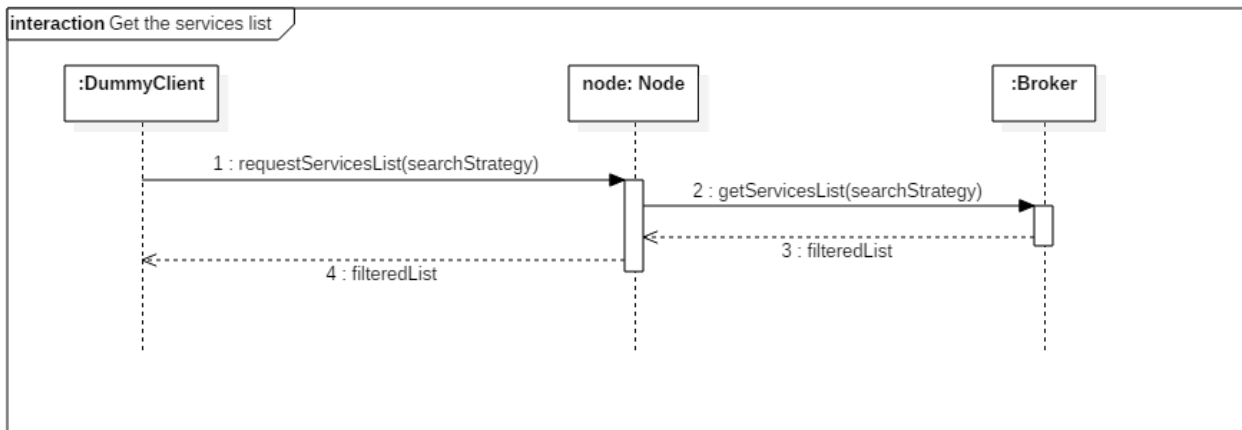 interaction Get the services list
:DummyClient
node: Node
:Broker
1 : requestServicesList(searchStrategy)
2 : getServicesList(searchStrategy)
3 : filteredList
4 : filteredList